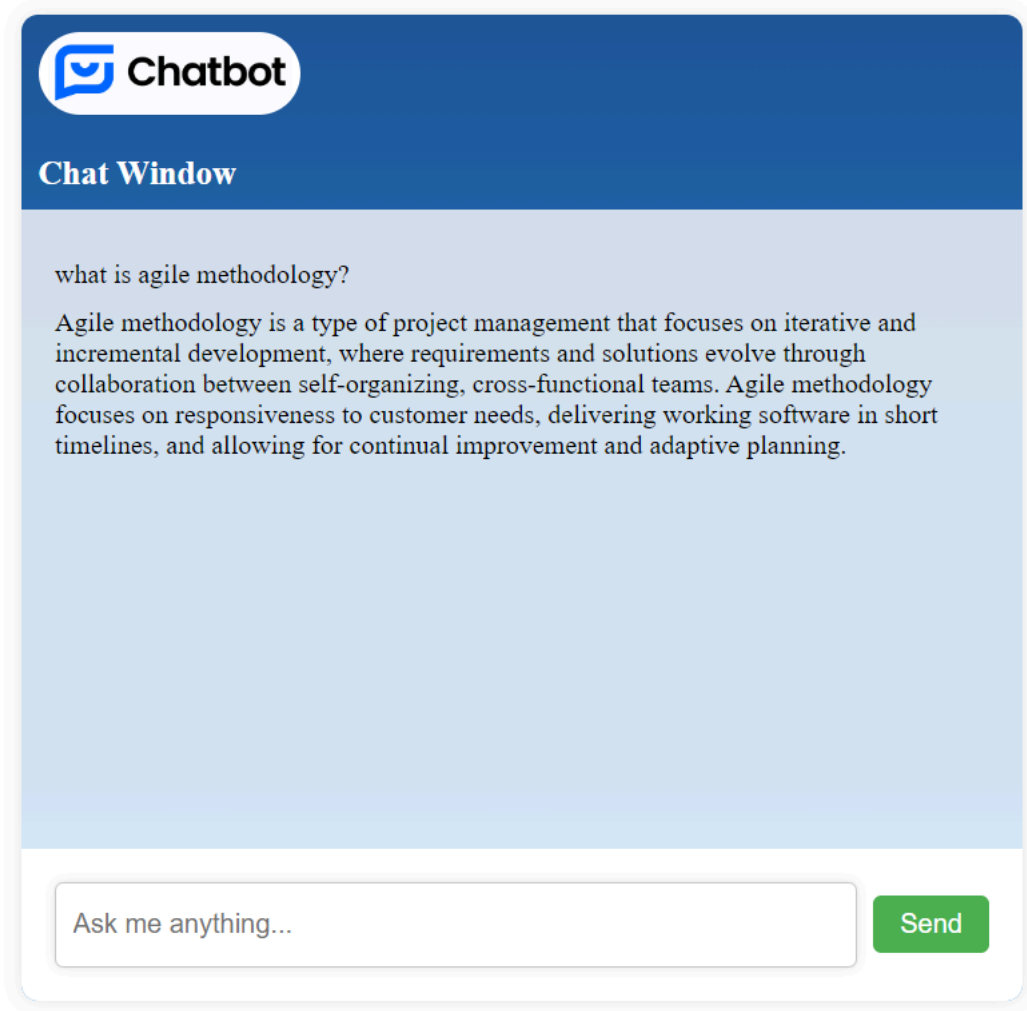 Chatbot
Chat Window
what is agile methodology?
Agile methodology is a type of project management that focuses on iterative and
incremental development, where requirements and solutions evolve through
collaboration between self-organizing, cross-functional teams. Agile methodology
focuses on responsiveness to customer needs, delivering working software in short
timelines, and allowing for continual improvement and adaptive planning.
Ask me anything...
Send